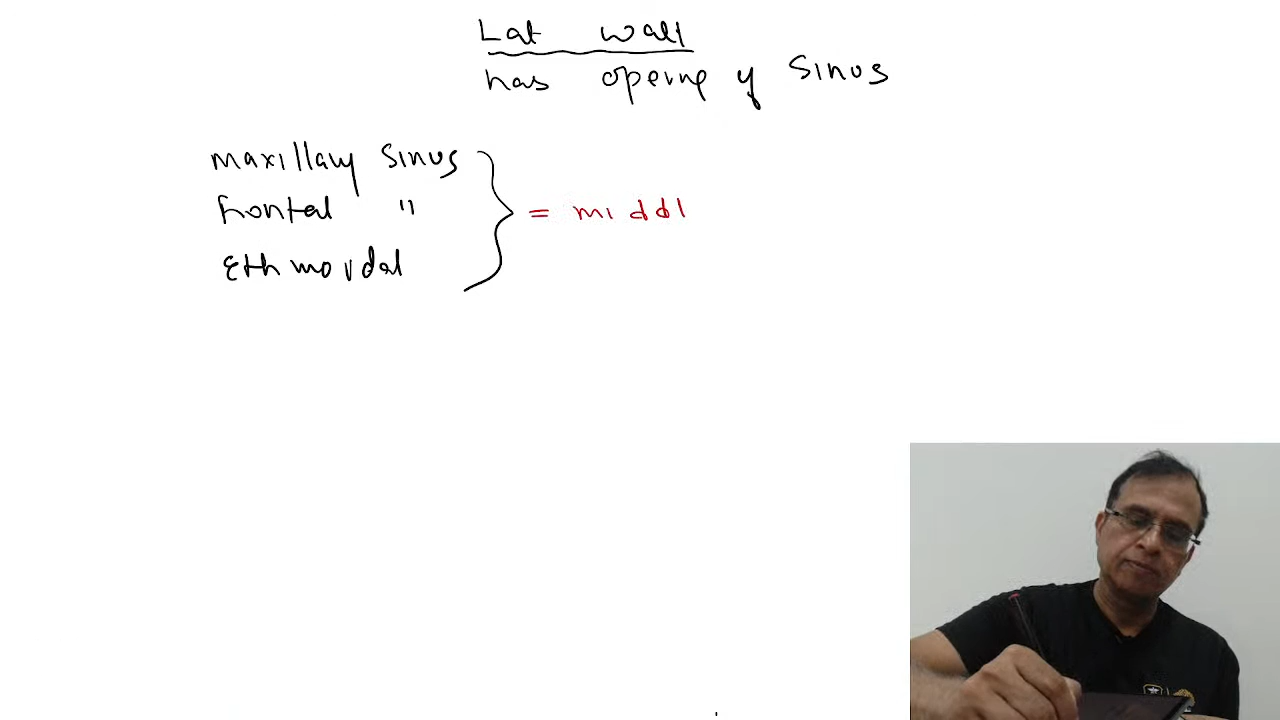 Lat wall
has opening of Sinus
maxillary Sinus
frontal "
Ethmoidal
= middl